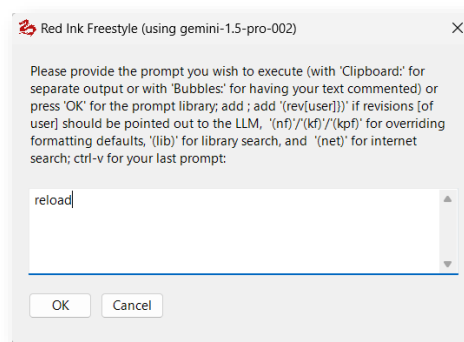 Red Ink Freestyle (using gemini-1.5-pro-002)
Please provide the prompt you wish to execute (with 'Clipboard:' for
separate output or with 'Bubbles:' for having your text commented) or
press 'OK' for the prompt library; add ; add '(rev[user]})' if revisions [of
user] should be pointed out to the LLM,  '(nf)'/'(kf)'/'(kpf)' for overriding
formatting defaults, '(lib)' for library search, and  '(net)' for internet
search; ctrl-v for your last prompt:
reload
OK Cancel